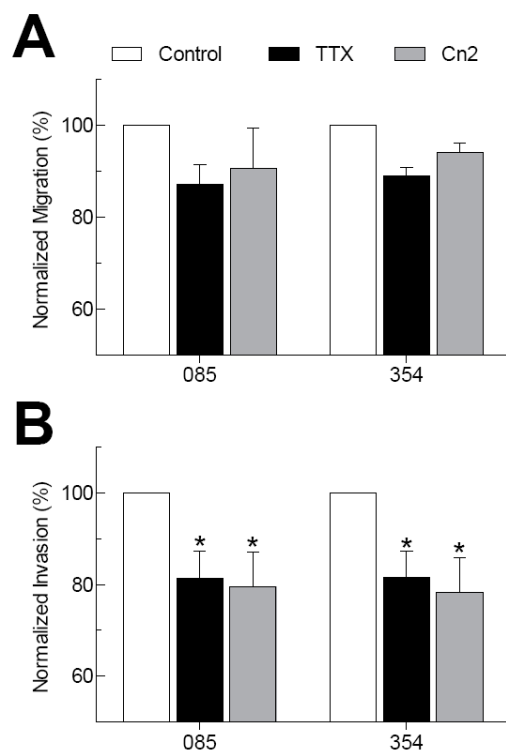 A
Control TTX Cn2
Normalized Migration (%)
100
80
60
085 354
B
Normalized Invasion (%)
100
* * * *
80
60
085 354